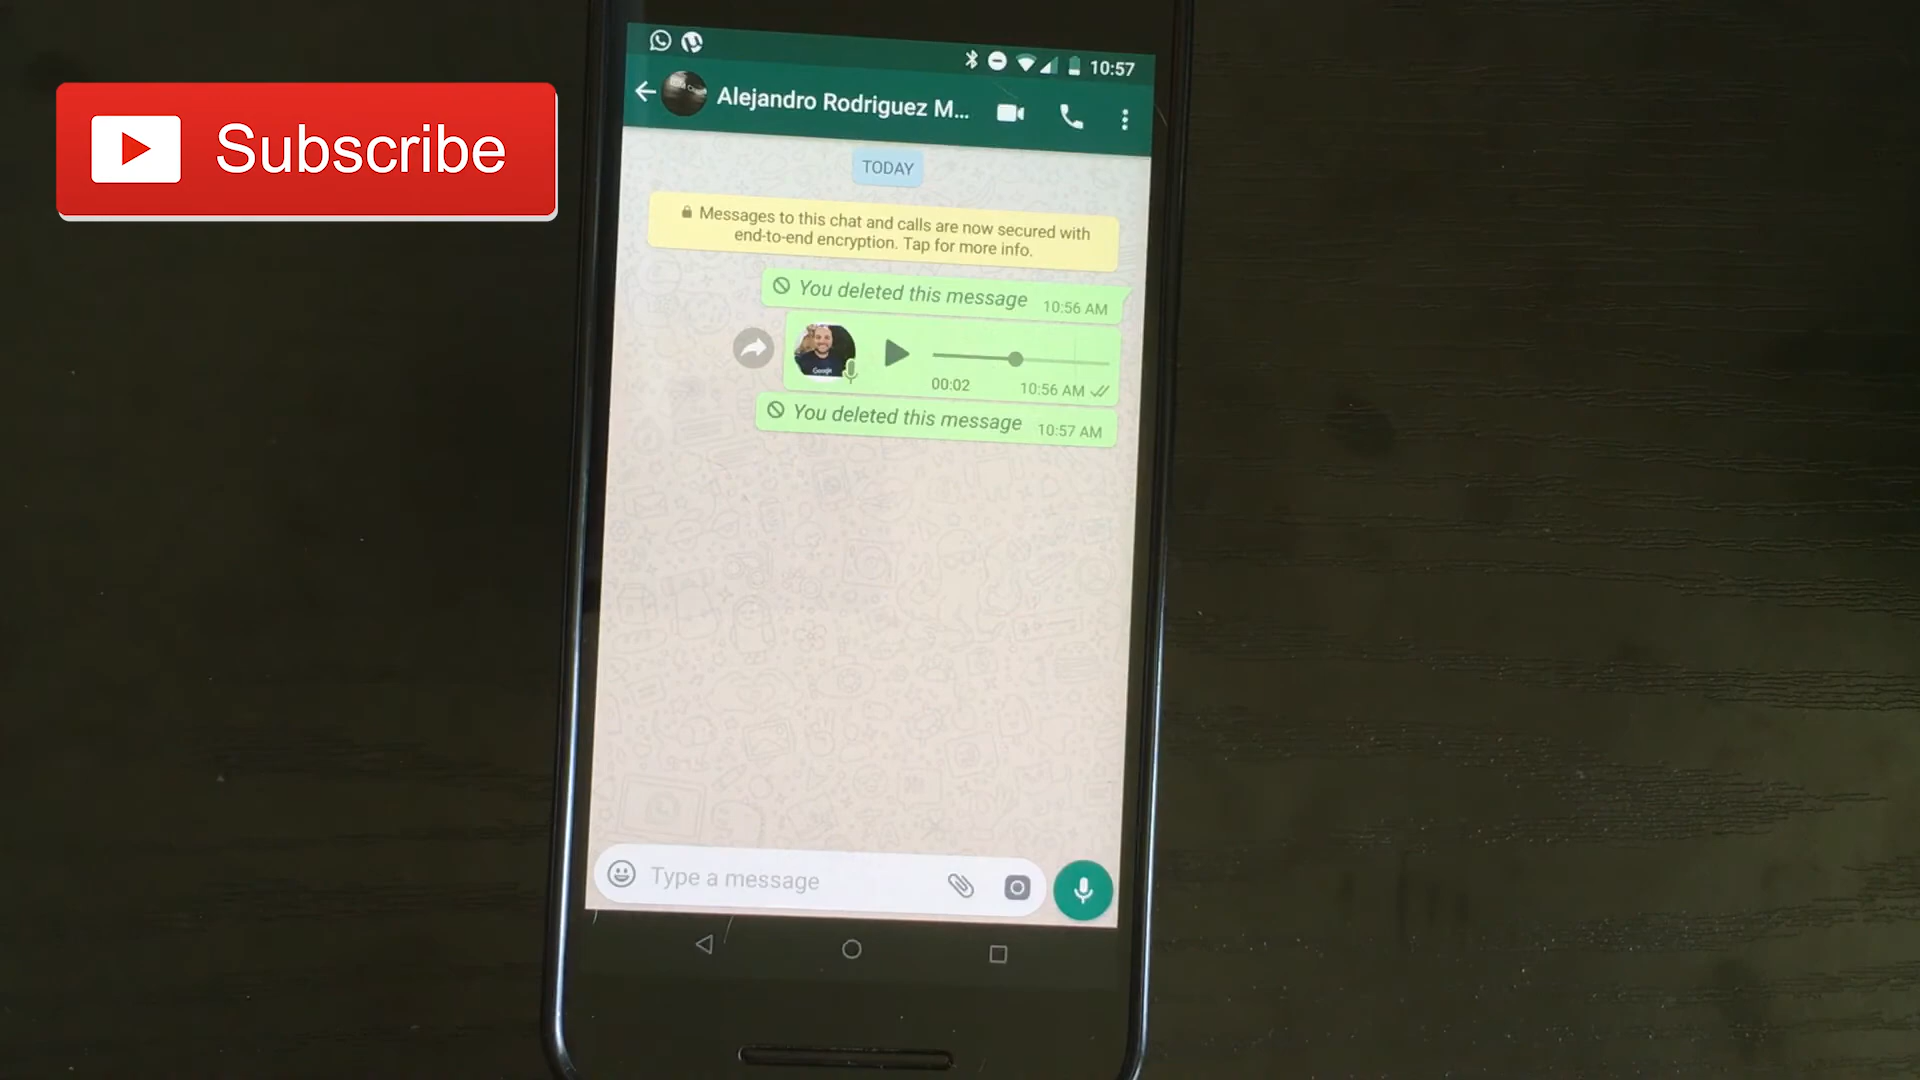 Subscribe
10:57
Alejandro Rodriguez M...
TODAY
Messages to this chat and calls are now secured with
end-to-end encryption. Tap for more info.
You deleted this message 10:56 AM
00:02 10:56 AM
You deleted this message 10:57 AM
Type a message